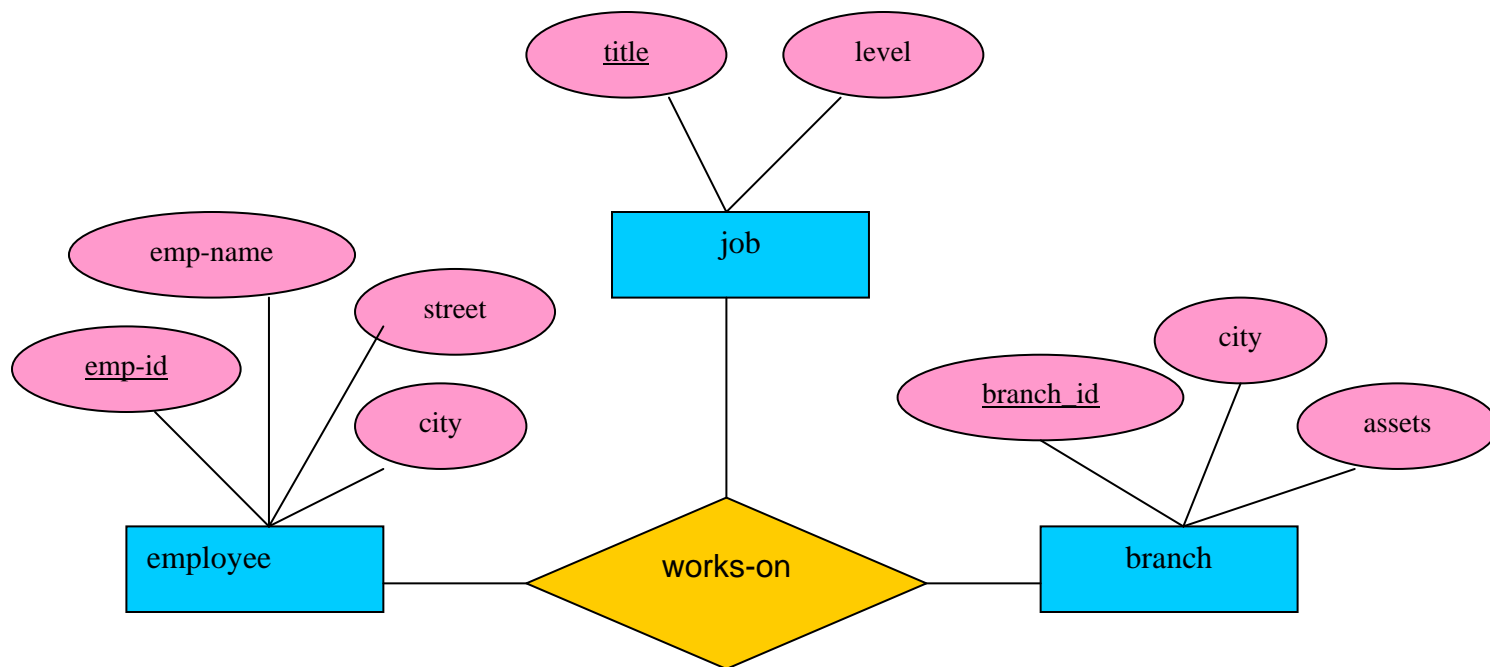 title
level
job
emp-name
street
emp-id
city
city
branch_id
assets
employee
works-on
branch